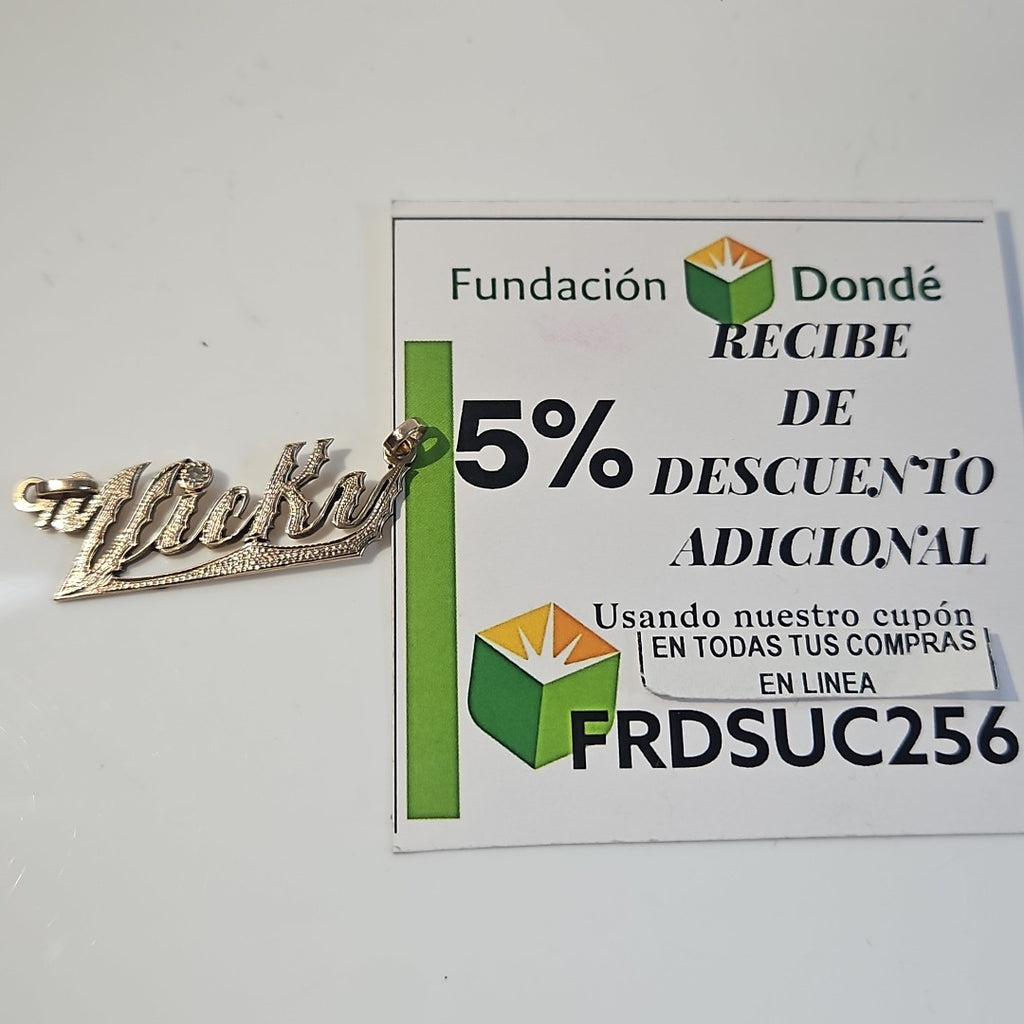 Vicky
Fundación Dondé
RECIBE
5% DE
DESCUENTO
ADICIONAL
Usando nuestro cupón
EN TODAS TUS COMPRAS
EN LINEA
FRDSUC256